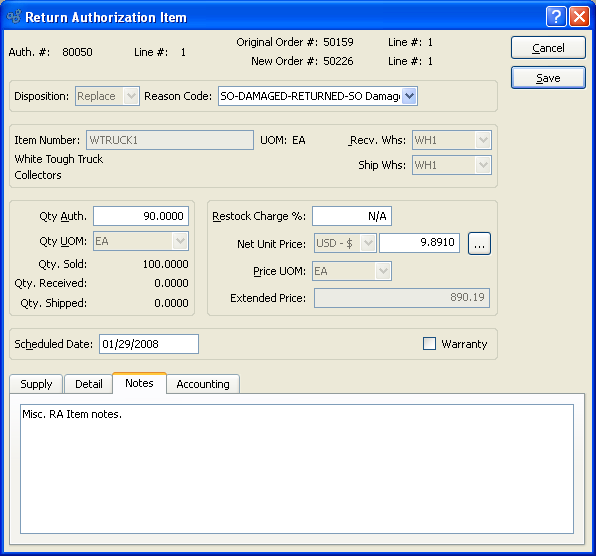 Return Authorization Item
Auth. #: 80050 Line #: 1
Original Order #: 50159 Line #: 1
New Order #: 50226 Line #: 1
Cancel
Save
Disposition: Replace Reason Code: SO-DAMAGED-RETURNED-SO Damag
Item Number: WTRUCK1 UOM: EA Recv. Whs: WH1
White Tough Truck
Collectors
Ship Whs: WH1
Qty Auth. 90.0000
Qty UOM: EA
Qty. Sold: 100.0000
Qty. Received: 0.0000
Qty. Shipped: 0.0000
Restock Charge %: N/A
Net Unit Price: USD - $ 9.8910 ...
Price UOM: EA
Extended Price: 890.19
Scheduled Date: 01/29/2008 Warranty
Supply Detail Notes Accounting
Misc. RA Item notes.